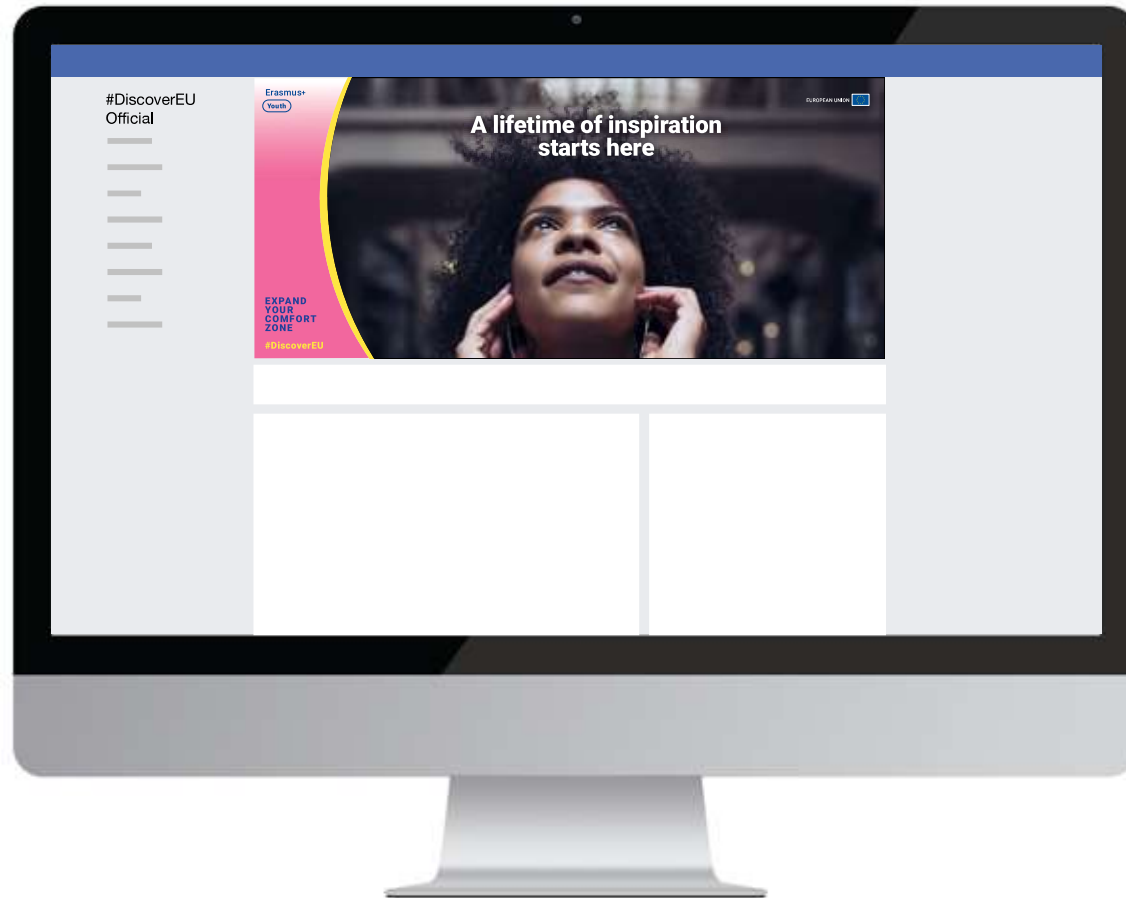 #DiscoverEU
Official
Erasmus+
Youth
EUROPEAN UNION
A lifetime of inspiration
starts here
EXPAND
YOUR
COMFORT
ZONE
#DiscoverEU